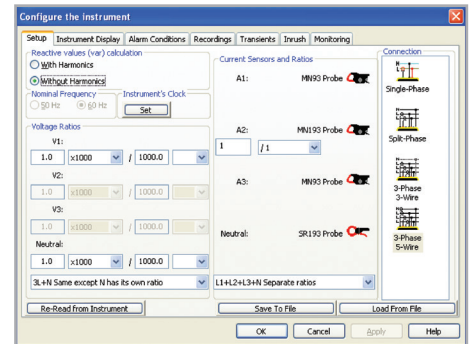 Configure the instrument
Setup Instrument Display Alarm Conditions Recordings Transients Inrush Monitoring
Reactive values (var) calculation
With Harmonics
Without Harmonics
Nominal Frequency
50 Hz 60 Hz
Instrument's Clock
Set
Voltage Ratios
V1:
1.0 x1000 / 1000.0
V2:
1.0 x1000 / 1000.0
V3:
1.0 x1000 / 1000.0
Neutral:
1.0 x1000 / 1000.0
3L+N Same except N has its own ratio
Current Sensors and Ratios
A1: MN93 Probe
A2: MN193 Probe
1 / 1
A3: MN93 Probe
Neutral: SR193 Probe
L1+L2+L3+N Separate ratios
Connection
Single-Phase
Split-Phase
3-Phase
3-Wire
3-Phase
5-Wire
Re-Read from Instrument Save To File Load From File
OK Cancel Apply Help